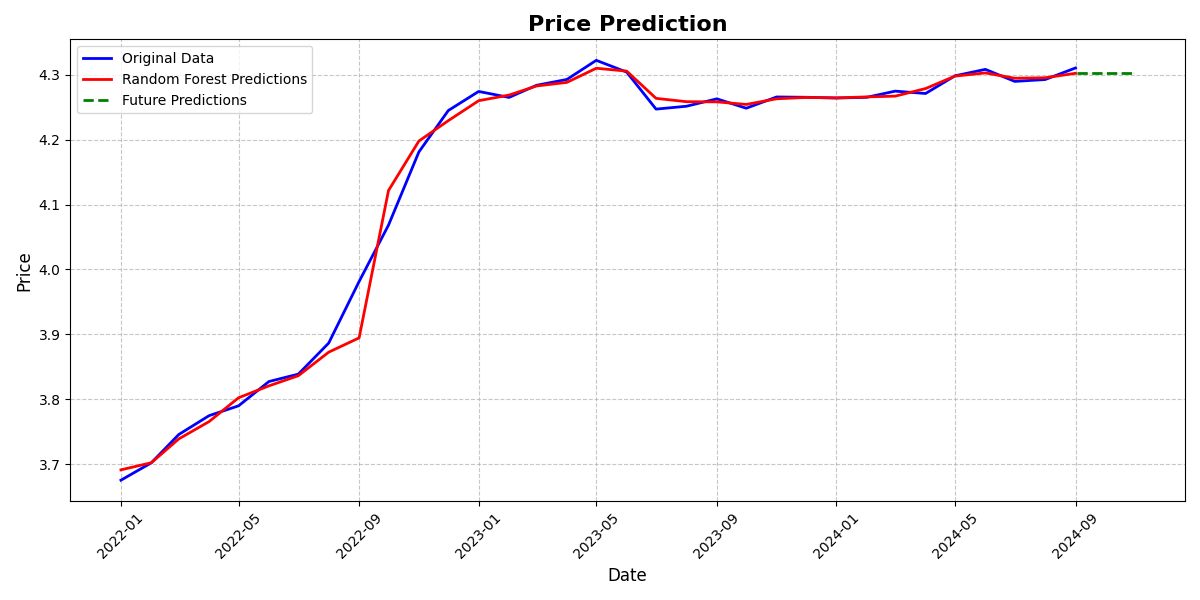 Price Prediction
Original Data
Random Forest Predictions
Future Predictions
Price
4.3
4.2
4.1
4.0
3.9
3.8
3.7
2022-01
2022-05
2022-09
2023-01
2023-05
2023-09
2024-01
2024-05
2024-09
Date